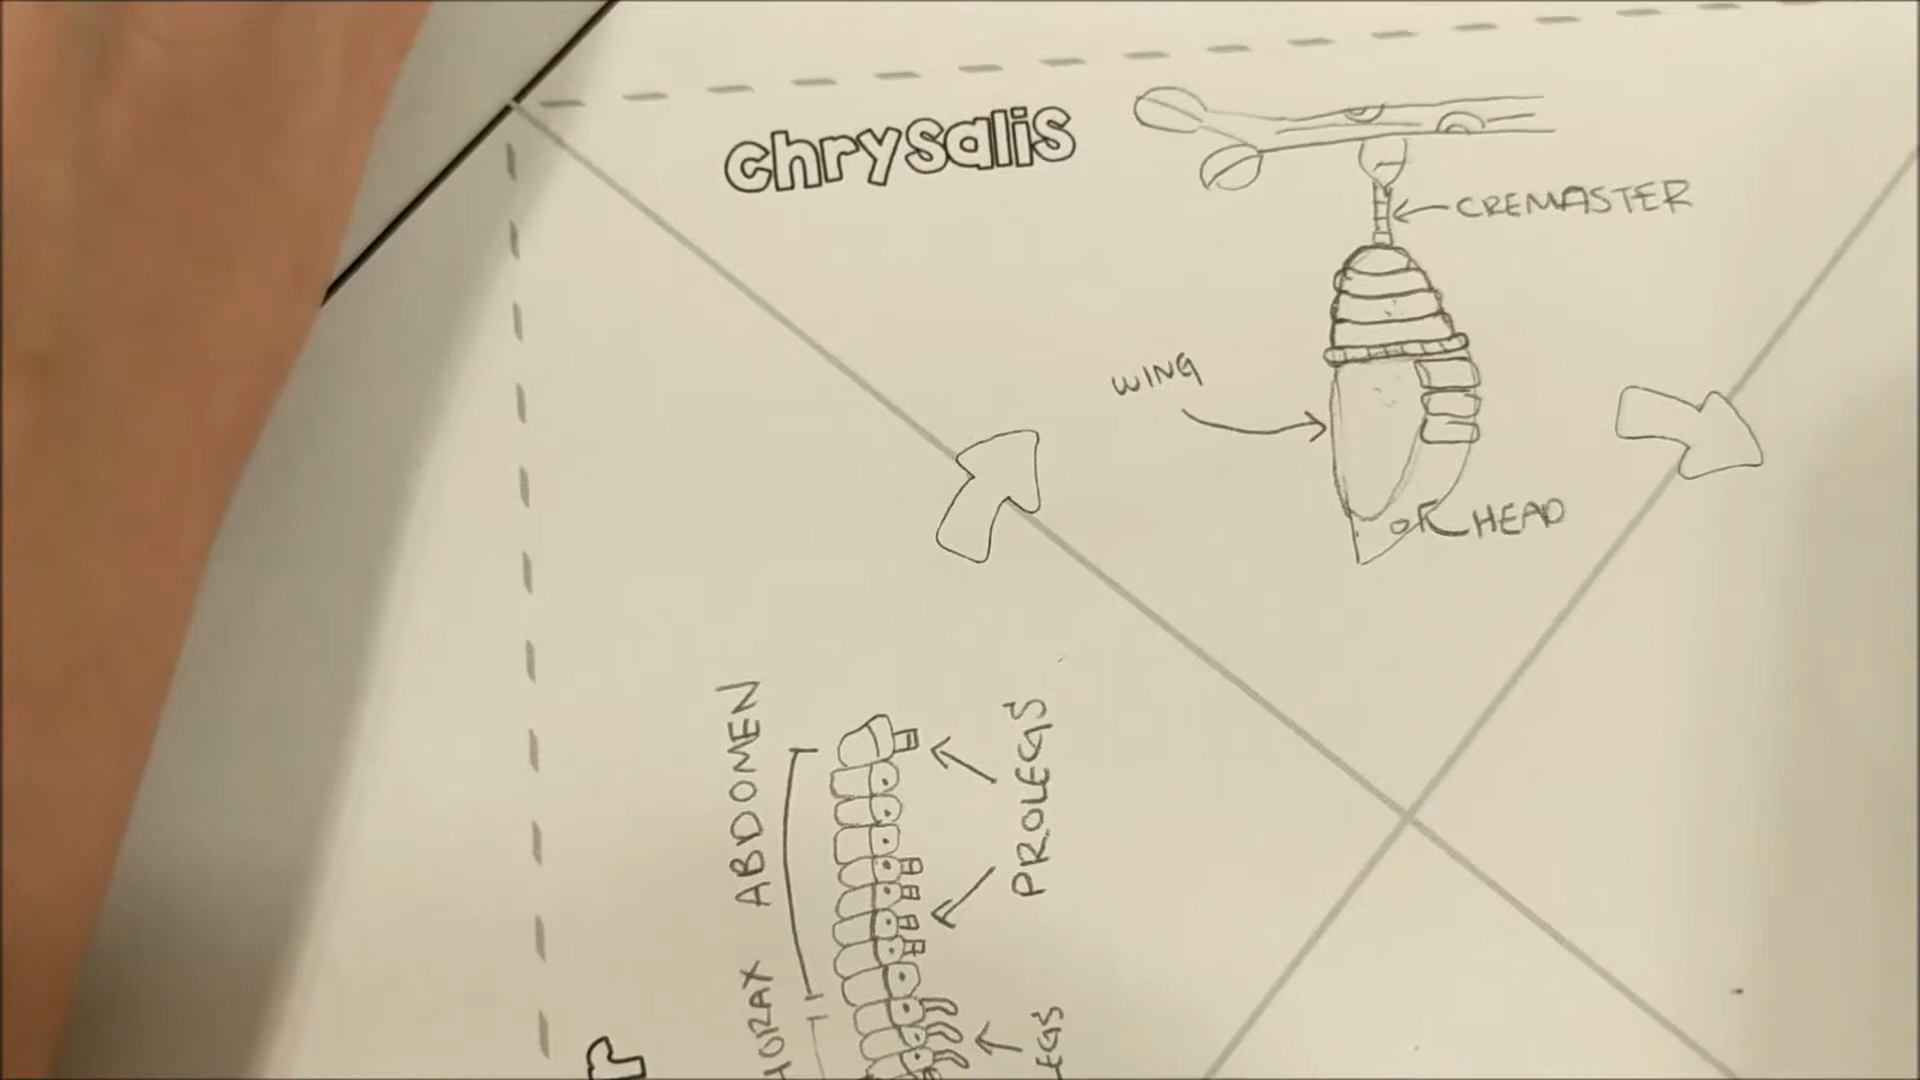 chrysalis
CREMASTER
WING
HEAD
ABDOMEN
PROLEGS